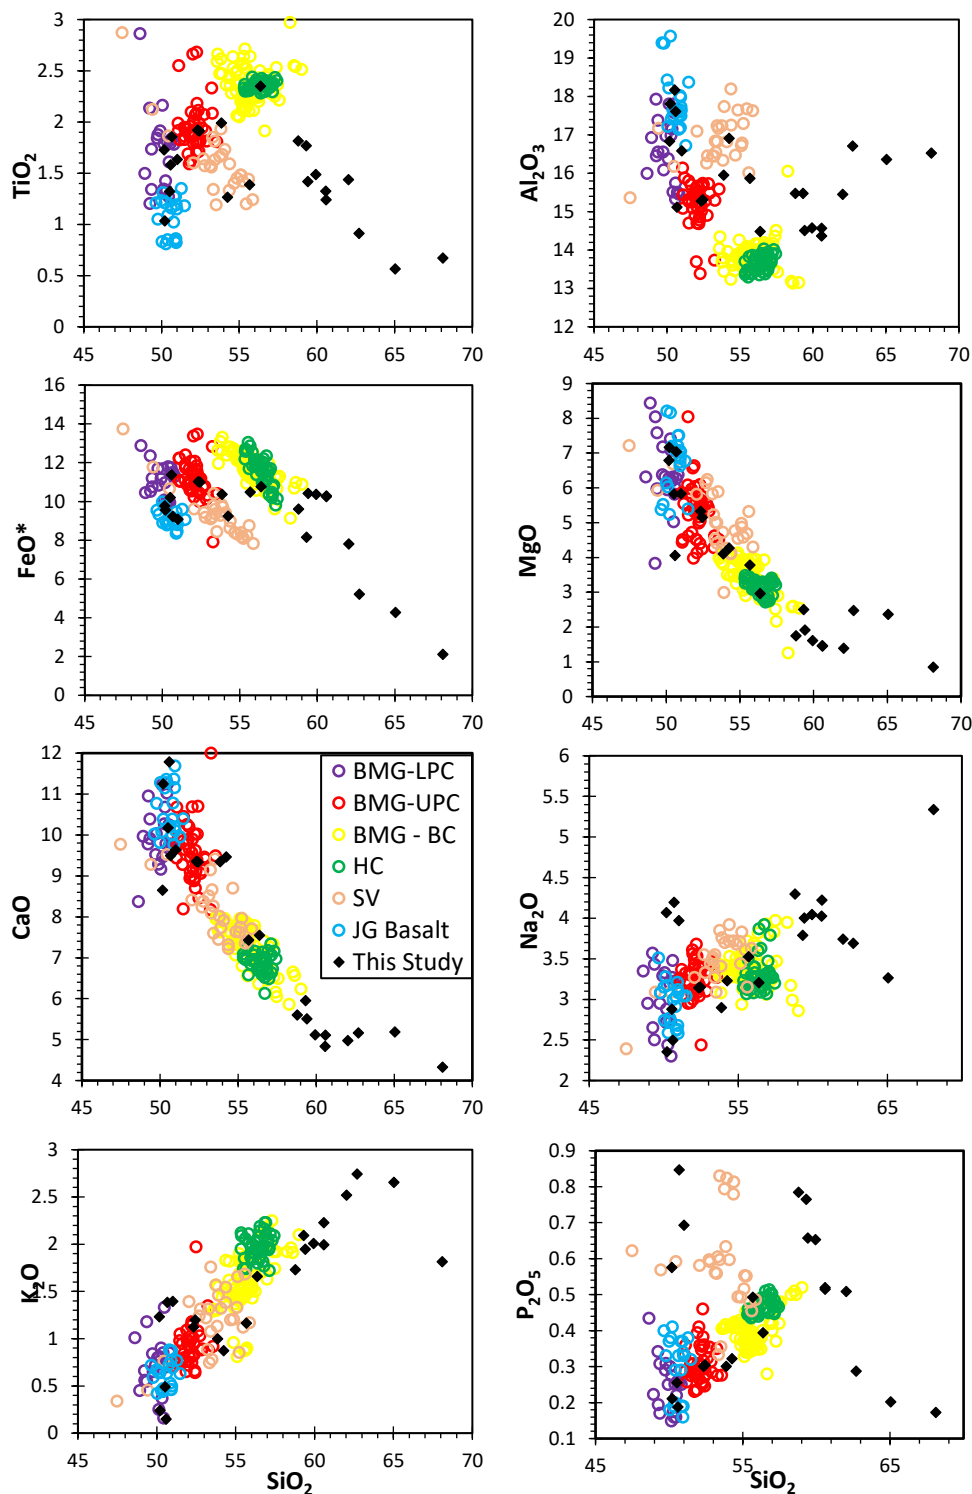 3
2.5
2
1.5
1
0.5
0
TiO2
45 50 55 60 65 70
20
19
18
17
16
15
14
13
12
Al2O3
45 50 55 60 65 70
16
14
12
10
8
6
4
2
0
FeO*
45 50 55 60 65 70
9
8
7
6
5
4
3
2
1
0
MgO
45 50 55 60 65 70
12
11
10
9
8
7
6
5
4
CaO
BMG-LPC
BMG-UPC
BMG - BC
HC
SV
JG Basalt
This Study
45 50 55 60 65 70
6
5.5
5
4.5
4
3.5
3
2.5
2
Na2O
45 55 65
3
2.5
2
1.5
1
0.5
0
K2O
45 50 55 60 65 70
SiO2
0.9
0.8
0.7
0.6
0.5
0.4
0.3
0.2
0.1
P2O5
45 55 65
SiO2